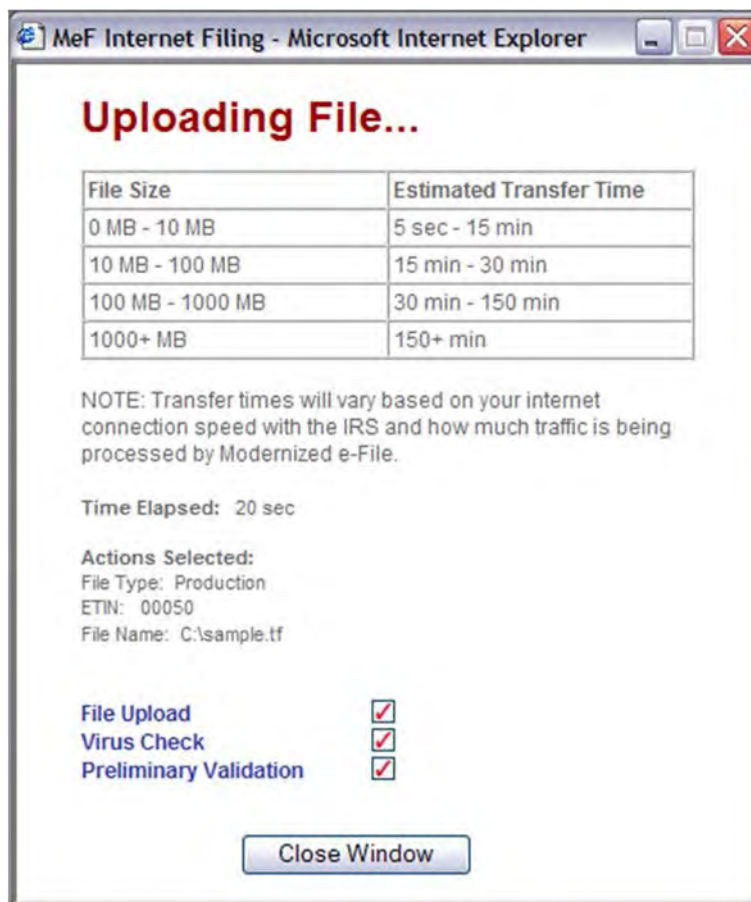 MeF Internet Filing - Microsoft Internet Explorer
Uploading File...
File Size Estimated Transfer Time
0 MB - 10 MB 5 sec - 15 min
10 MB - 100 MB 15 min - 30 min
100 MB - 1000 MB 30 min - 150 min
1000+ MB 150+ min
NOTE: Transfer times will vary based on your internet
connection speed with the IRS and how much traffic is being
processed by Modernized e-File.
Time Elapsed: 20 sec
Actions Selected:
File Type: Production
ETIN: 00050
File Name: C:\sample.tf
File Upload
Virus Check
Preliminary Validation
Close Window